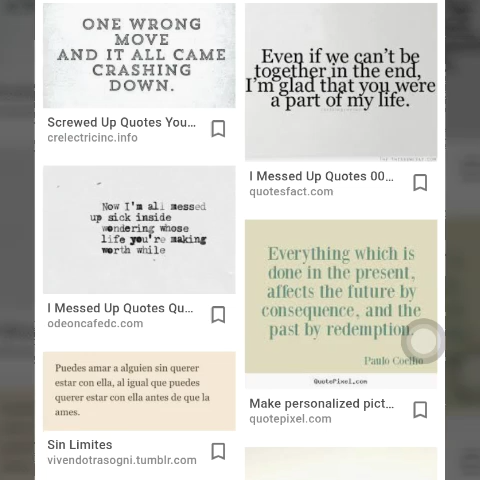 ONE WRONG
MOVE
AND IT ALL CAME
CRASHING
DOWN.
Screwed Up Quotes You...
crelectricinc.info
Now I'm all messed
up sick inside
wondering whose
life you're making
worth while
I Messed Up Quotes Qu...
odeoncafedc.com
Puedes amar a alguien sin querer
estar con ella, al igual que puedes
querer estar con ella antes de que la
ames.
Sin Limites
vivendotrasogni.tumblr.com
Even if we can't be
together in the end,
I'm glad that you were
a part of my life.
I Messed Up Quotes 00...
quotesfact.com
Everything which is
done in the present,
affects the future by
consequence, and the
past by redemption.
Paulo Coelho
QuotePixel.com
Make personalized pict...
quotepixel.com